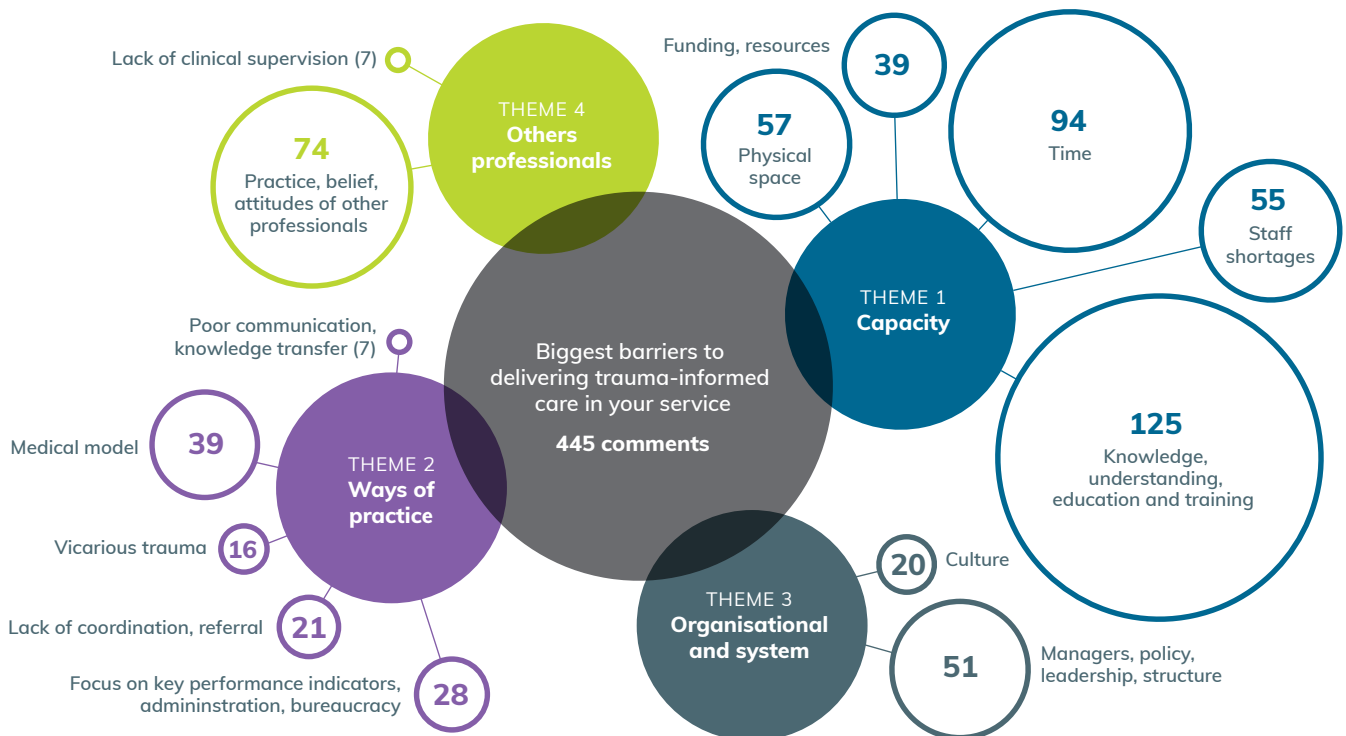 Biggest barriers to
delivering trauma-informed
care in your service
445 comments
THEME 1
Capacity
Funding, resources
39
57
Physical
space
94
Time
55
Staff
shortages
125
Knowledge,
understanding,
education and training
THEME 2
Ways of
practice
Poor communication,
knowledge transfer (7)
Medical model
39
Vicarious trauma
16
Lack of coordination, referral
21
Focus on key performance indicators,
admininstration, bureaucracy
28
THEME 3
Organisational
and system
20
Culture
51
Managers, policy,
leadership, structure
THEME 4
Others
professionals
Lack of clinical supervision (7)
74
Practice, belief,
attitudes of other
professionals